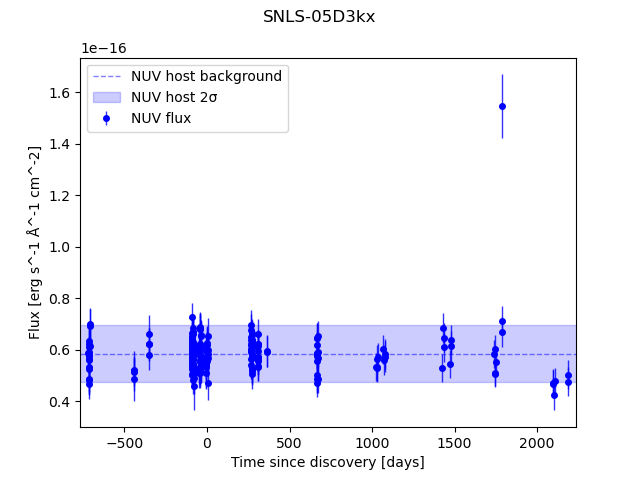 SNLS-05D3kx
1e−16
NUV host background
NUV host 2σ
NUV flux
1.6
1.4
1.2
1.0
0.8
0.6
0.4
Flux [erg s^-1 Å^-1 cm^-2]
−500
0
500
1000
1500
2000
Time since discovery [days]